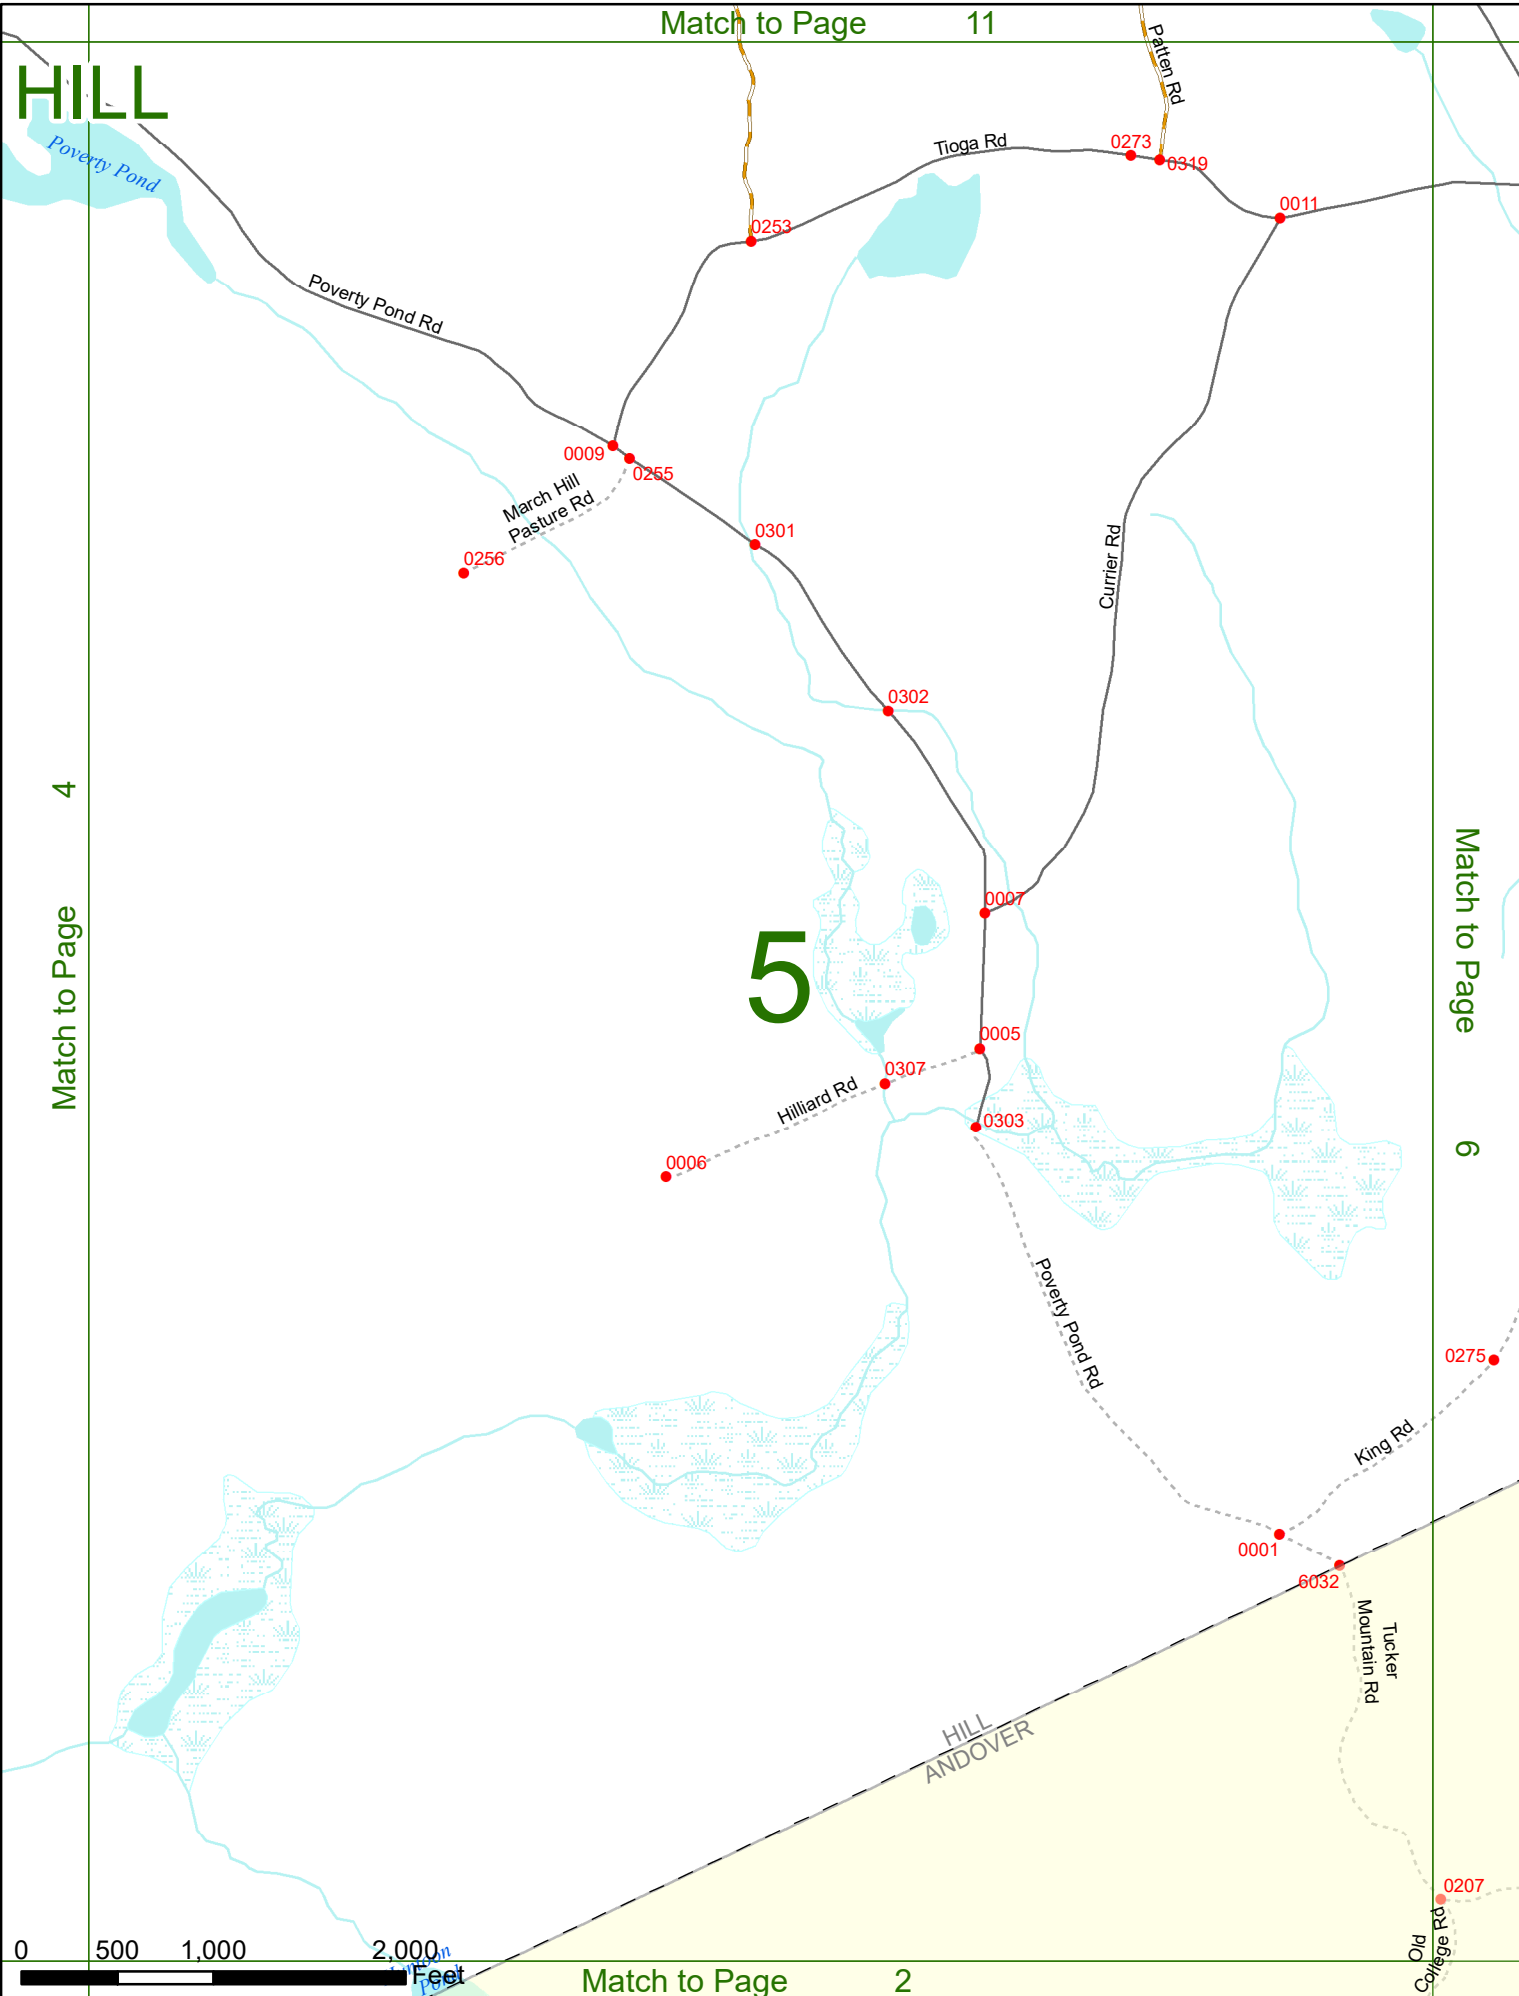 Match to Page 11
HILL
Patten Rd
Poverty Pond
Tioga Rd
0273
0319
0011
0253
Poverty Pond Rd
0009
0255
March Hill
Pasture Rd
0301
0256
Currier Rd
0302
4
Match to Page
Match to Page
6
0007
5
0005
0307
Hilliard Rd
0303
0006
Poverty Pond Rd
0275
King Rd
0001
6032
Tucker
Mountain Rd
HILL
ANDOVER
0207
Old
College Rd
0 500 1,000 2,000
Feet
Pond
Match to Page 2